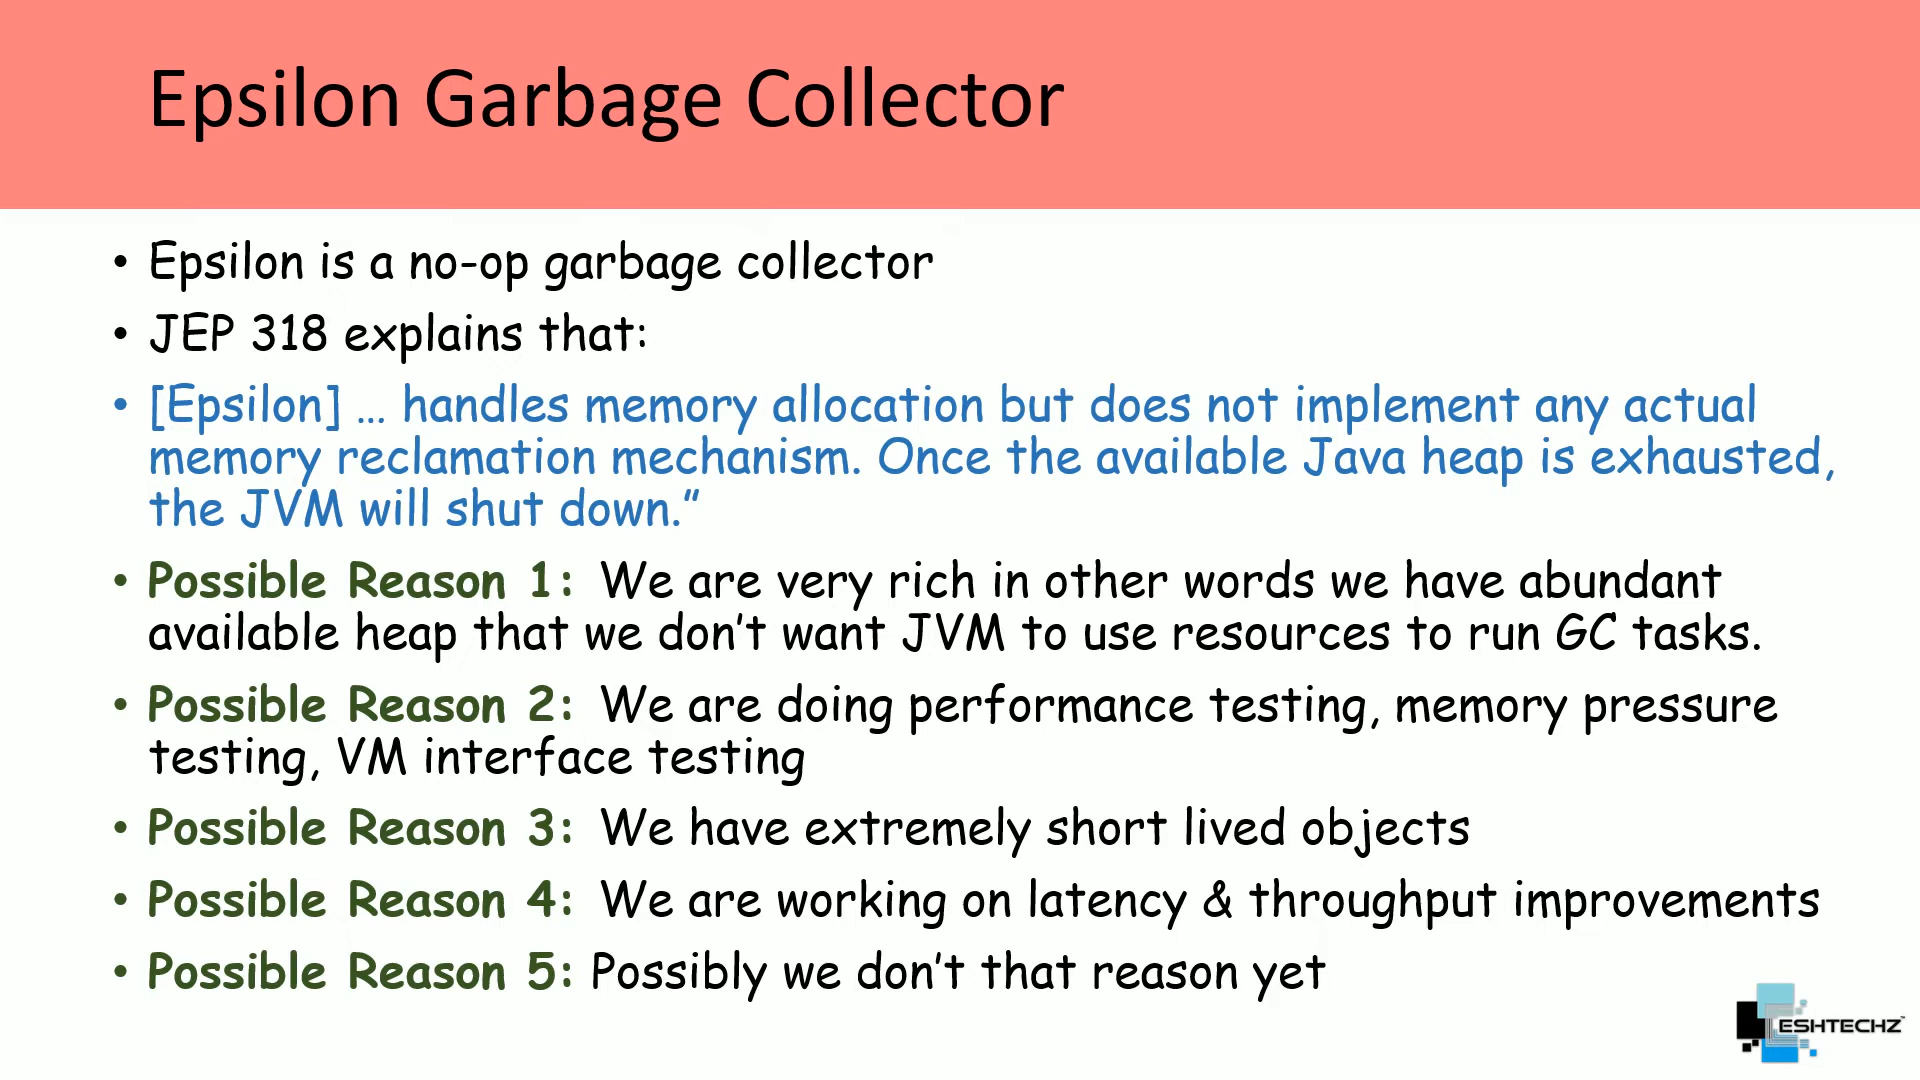 Epsilon Garbage Collector
• Epsilon is a no-op garbage collector
• JEP 318 explains that:
• [Epsilon] … handles memory allocation but does not implement any actual
memory reclamation mechanism. Once the available Java heap is exhausted,
the JVM will shut down.”
• Possible Reason 1: We are very rich in other words we have abundant
available heap that we don’t want JVM to use resources to run GC tasks.
• Possible Reason 2: We are doing performance testing, memory pressure
testing, VM interface testing
• Possible Reason 3: We have extremely short lived objects
• Possible Reason 4: We are working on latency & throughput improvements
• Possible Reason 5: Possibly we don’t that reason yet
ESHTECHZ™